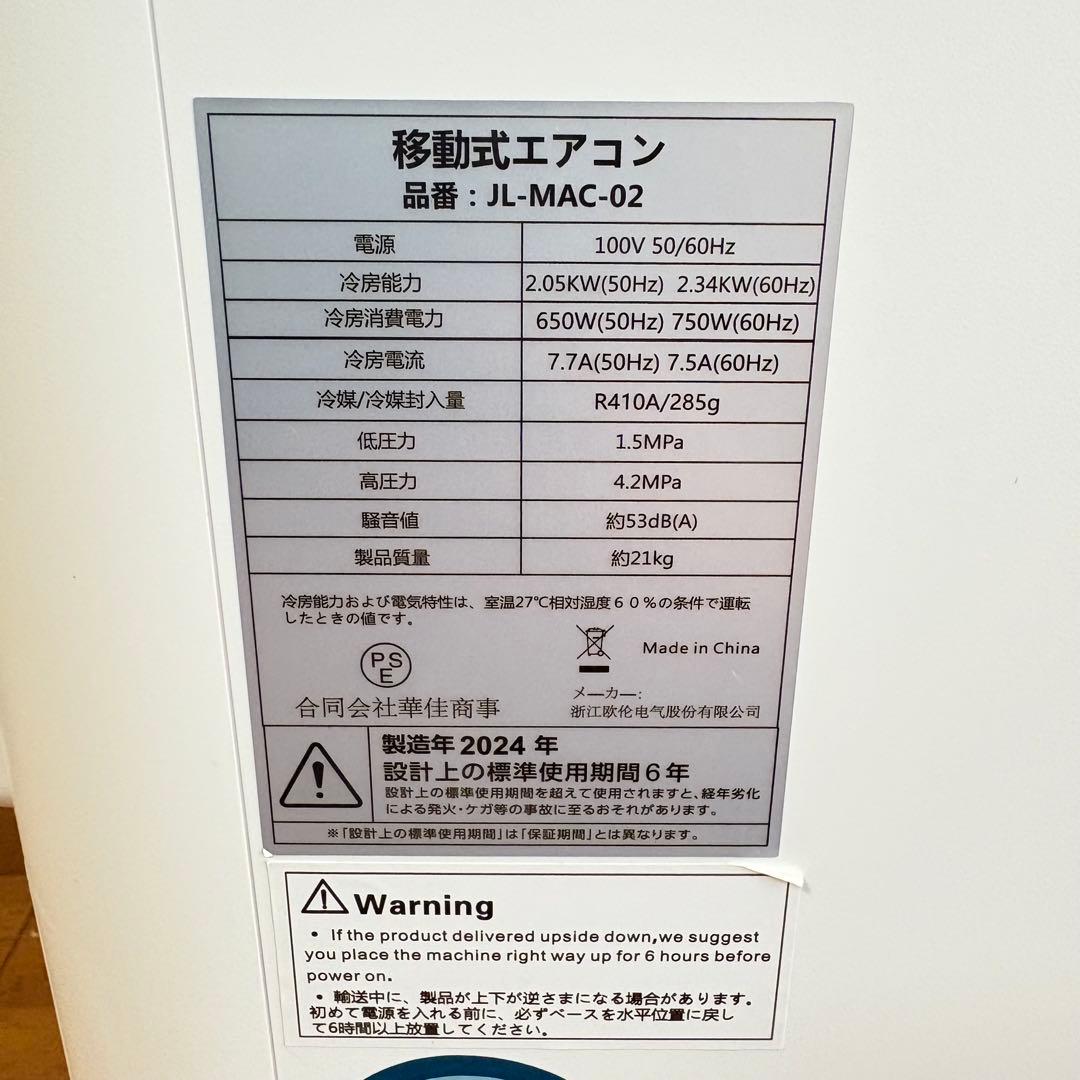 移動式エアコン
品番：JL-MAC-02
電源 100V 50/60Hz
冷房能力 2.05KW(50Hz) 2.34KW(60Hz)
冷房消費電力 650W(50Hz) 750W(60Hz)
冷房電流 7.7A(50Hz) 7.5A(60Hz)
冷媒/冷媒封入量 R410A/285g
低圧力 1.5MPa
高圧力 4.2MPa
騒音値 約53dB(A)
製品質量 約21kg
冷房能力および電気特性は、室温27℃相対湿度６０％の条件で運転
したときの値です。
PS
E
Made in China
合同会社華佳商事
メーカー:
浙江欧伦电气股份有限公司
製造年 2024 年
設計上の標準使用期間６年
設計上の標準使用期間を超えて使用されますと、経年劣化
による発火・ケガ等の事故に至るおそれがあります。
※「設計上の標準使用期間」は「保証期間」とは異なります。
Warning
• If the product delivered upside down,we suggest
you place the machine right way up for 6 hours before
power on.
• 輸送中に、製品が上下が逆さまになる場合があります。
初めて電源を入れる前に、必ずベースを水平位置に戻し
て6時間以上放置してください。